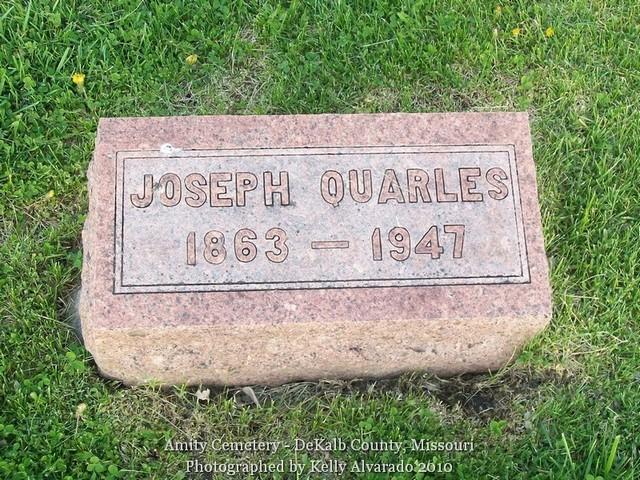 JOSEPH QUARLES
1863 — 1947
Amity Cemetery - DeKalb County, Missouri
Photographed by Kelly Alvarado 2010